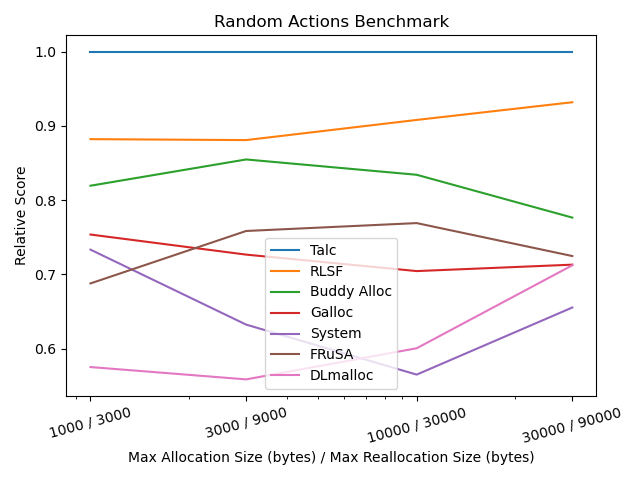 Random Actions Benchmark
Relative Score
1.0
0.9
0.8
0.7
0.6
Talc
RLSF
Buddy Alloc
Galloc
System
FRuSA
DLmalloc
1000 / 3000
3000 / 9000
10000 / 30000
30000 / 90000
Max Allocation Size (bytes) / Max Reallocation Size (bytes)